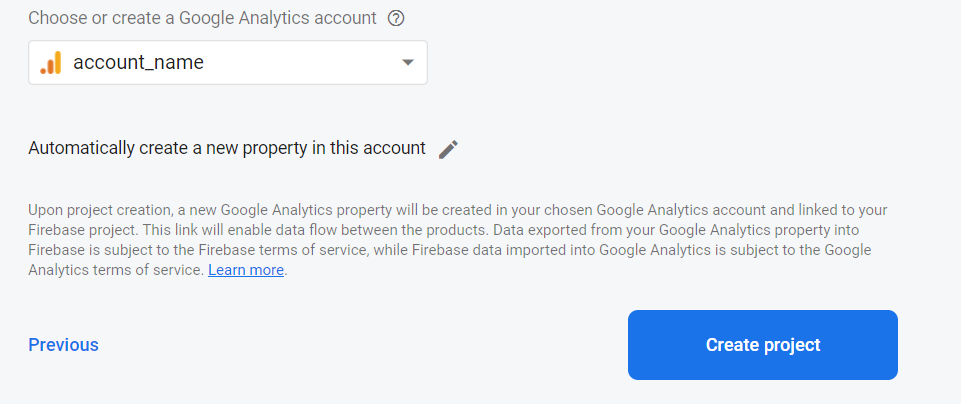 Choose or create a Google Analytics account
account_name
Automatically create a new property in this account
Upon project creation, a new Google Analytics property will be created in your chosen Google Analytics account and linked to your
Firebase project. This link will enable data flow between the products. Data exported from your Google Analytics property into
Firebase is subject to the Firebase terms of service, while Firebase data imported into Google Analytics is subject to the Google
Analytics terms of service. Learn more.
Previous
Create project